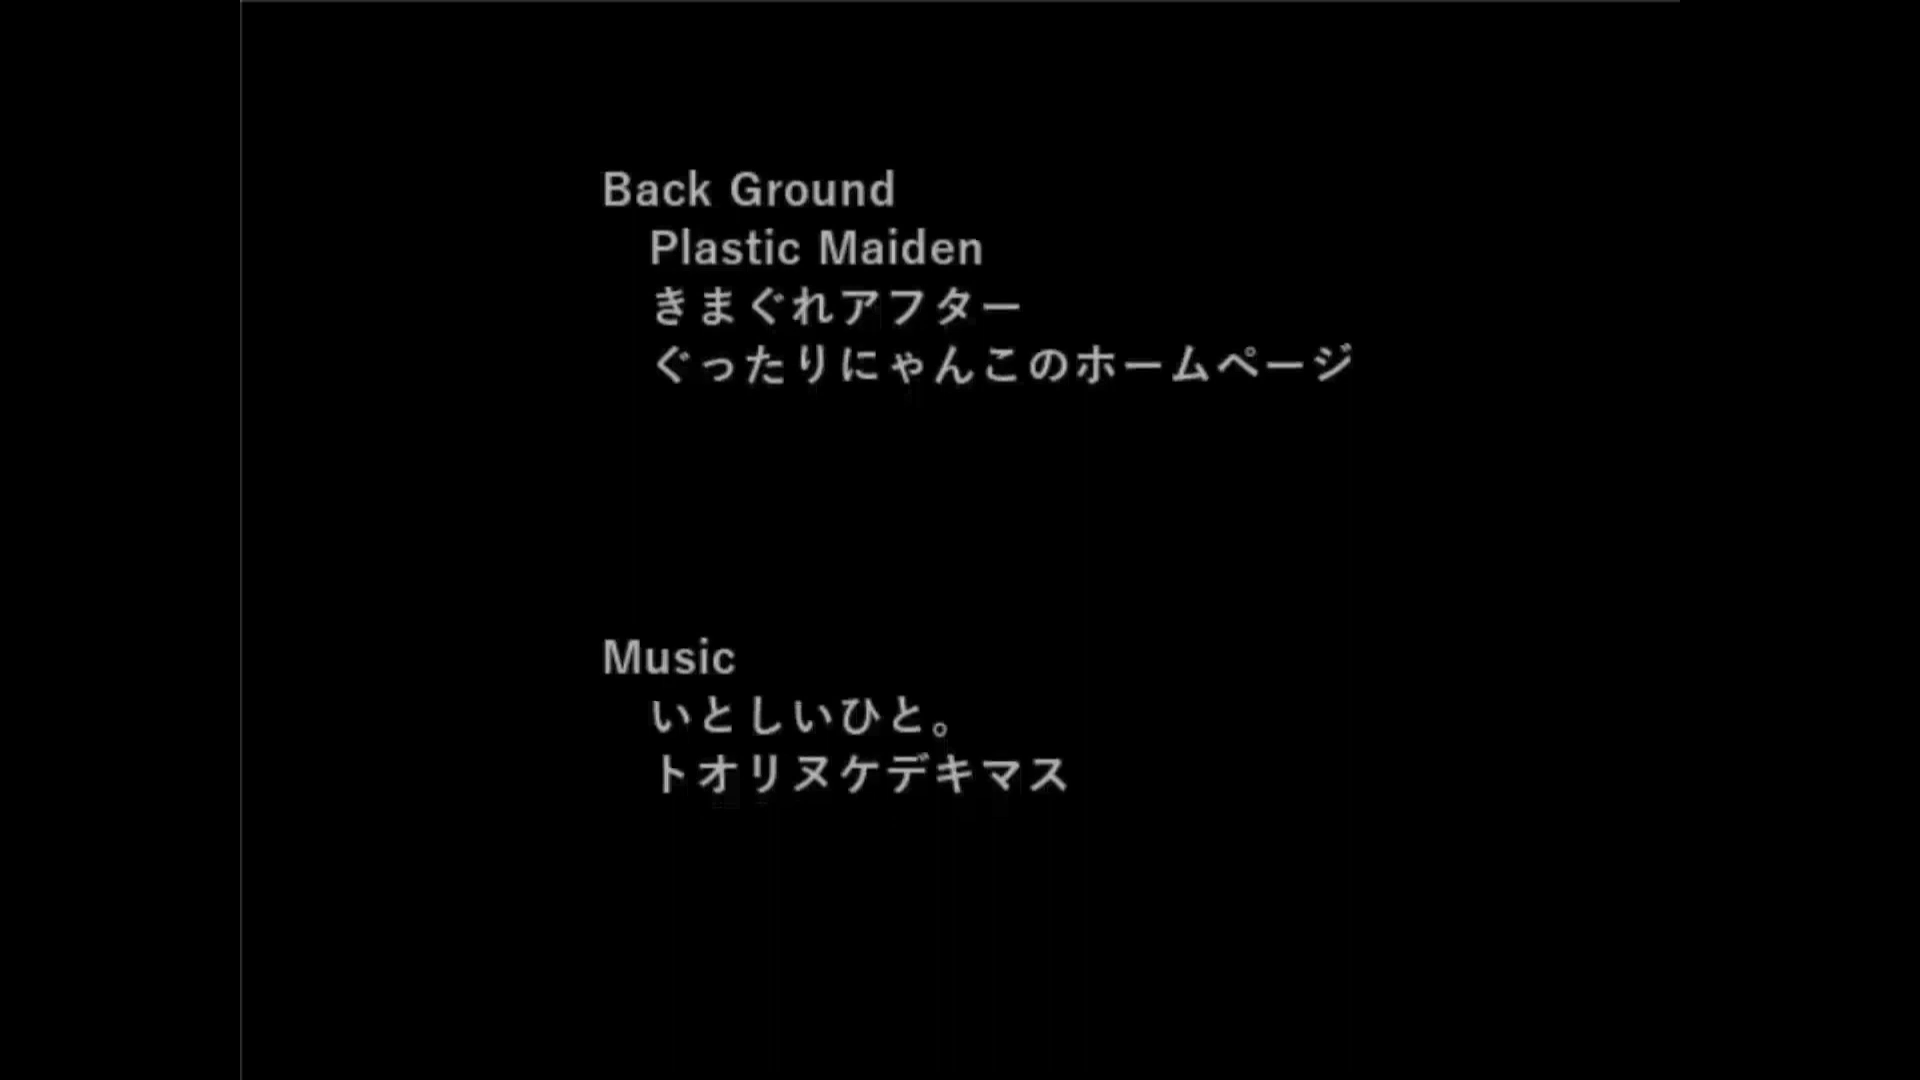 Back Ground
Plastic Maiden
きまぐれアフター
ぐったりにゃんこのホームページ
Music
いとしいひと。
トオリヌケデキマス